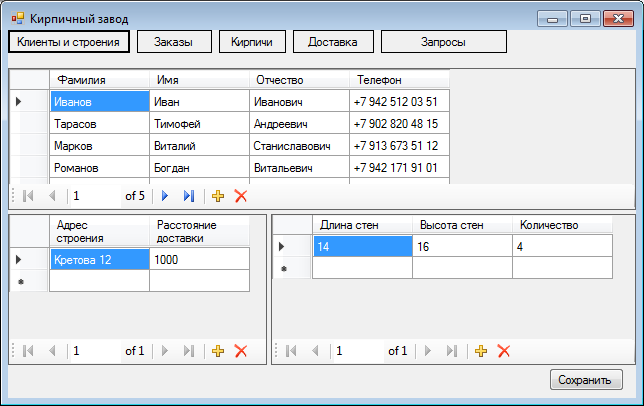 Кирпичный завод
Клиенты и строения Заказы Кирпичи Доставка Запросы
Фамилия Имя Отчество Телефон
Иванов Иван Иванович +7 942 512 03 51
Тарасов Тимофей Андреевич +7 902 820 48 15
Марков Виталий Станиславович +7 913 673 51 12
Романов Богдан Витальевич +7 942 171 91 01
1 of 5
Адрес строения Расстояние доставки
Кретова 12 1000
1 of 1
Длина стен Высота стен Количество
14 16 4
1 of 1
Сохранить